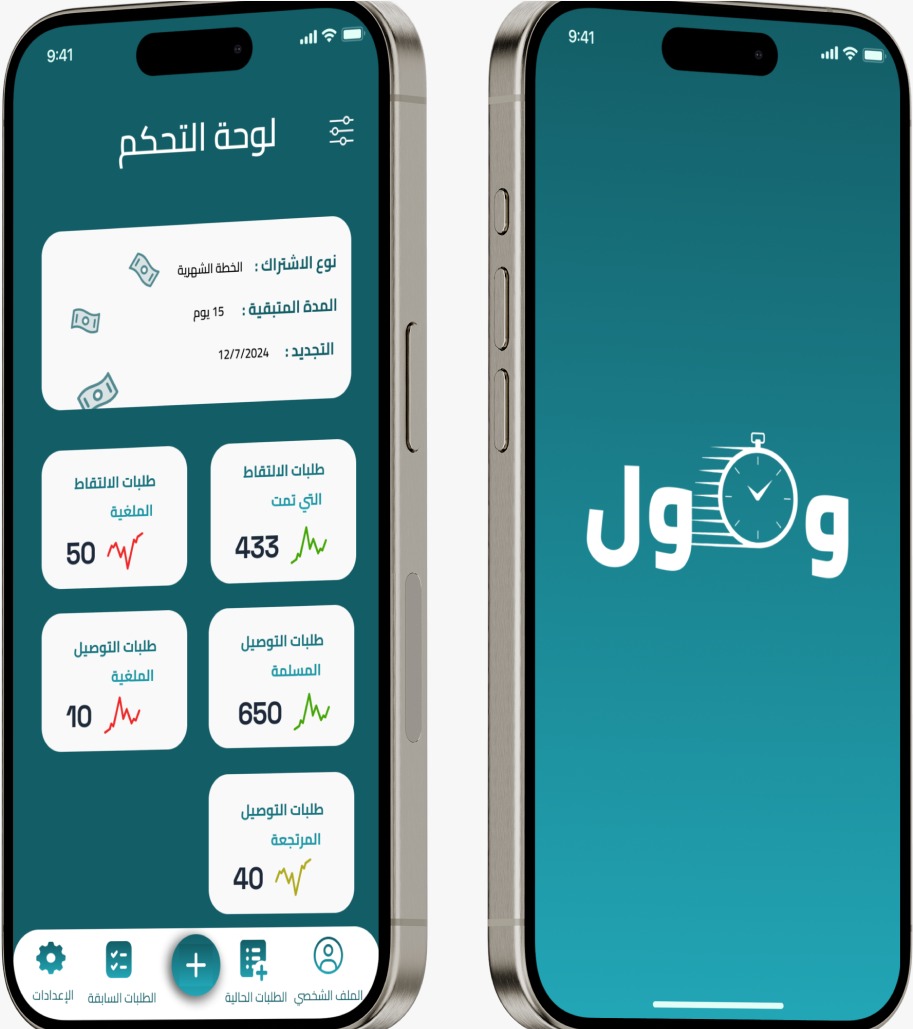 9:41
لوحة التحكم
نوع الاشتراك : الخطة الشهرية
المدة المتبقية : 15 يوم
التجديد : 12/7/2024
طلبات الالتقاط
التي تمت
433
طلبات الالتقاط
الملغية
50
طلبات التوصيل
المسلمة
650
طلبات التوصيل
الملغية
10
طلبات التوصيل
المرتجعة
40
الملف الشخصي
الطلبات الحالية
الطلبات السابقة
الإعدادات
9:41
وصول